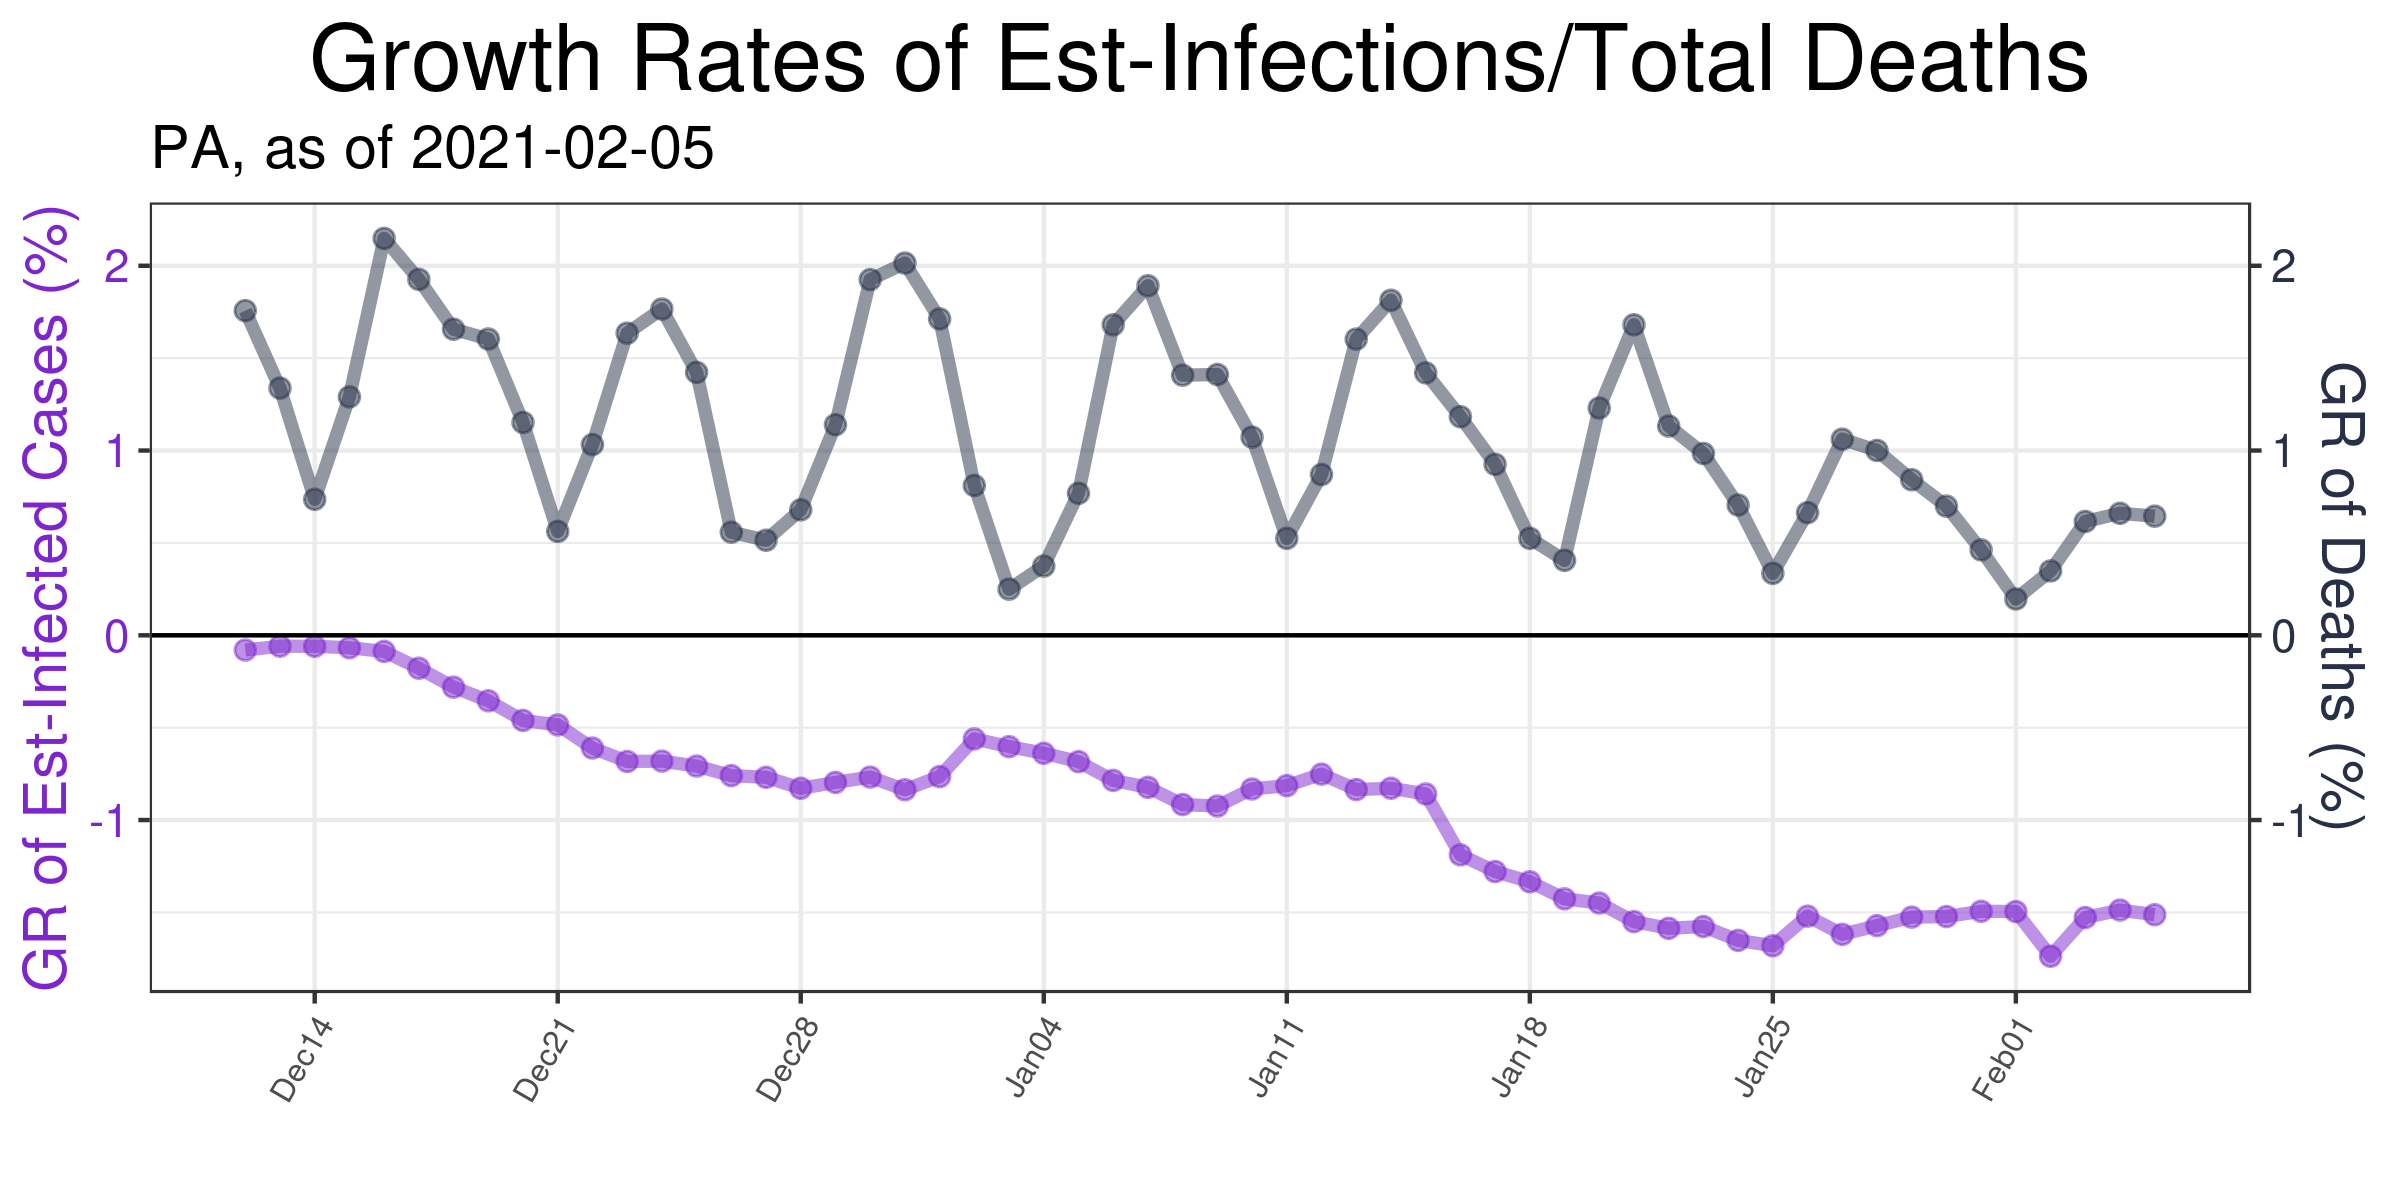 Growth Rates of Est-Infections/Total Deaths
PA, as of 2021-02-05
GR of Est-Infected Cases (%)
2
1
0
-1
2
1
0
-1
GR of Deaths (%)
Dec14
Dec21
Dec28
Jan04
Jan11
Jan18
Jan25
Feb01